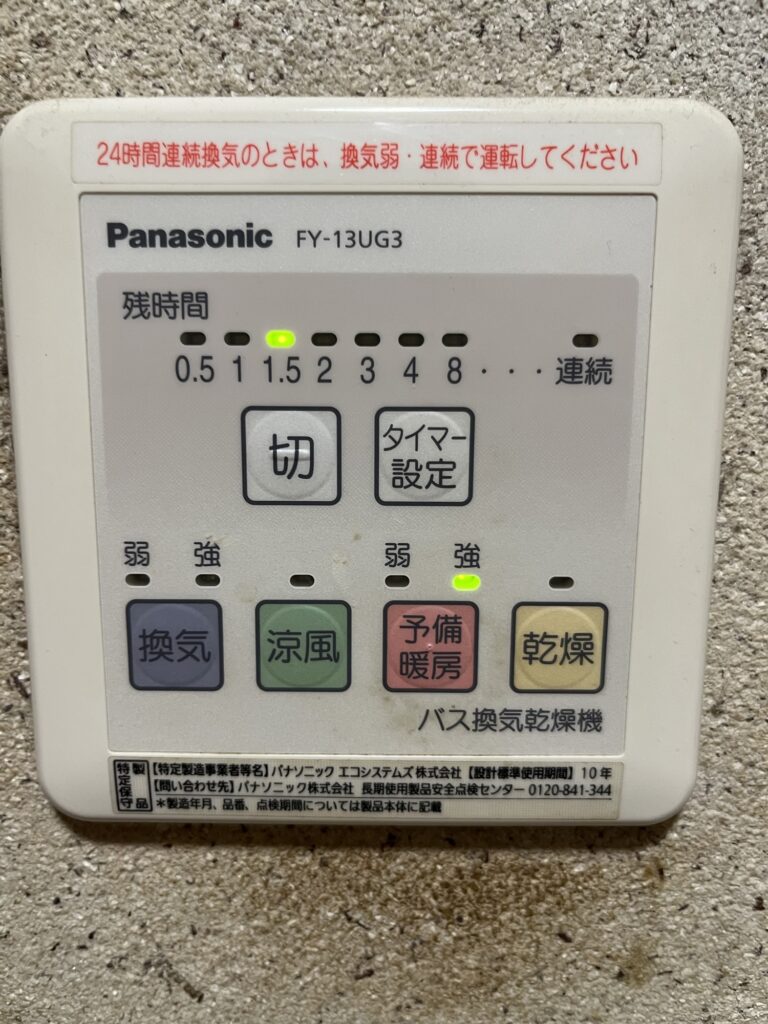 24時間連続換気のときは、換気弱・連続で運転してください
Panasonic FY-13UG3
残時間
0.5 1 1.5 2 3 4 8 ・・・連続
切 タイマー設定
弱 強 弱 強
換気 涼風 予備暖房 乾燥
バス換気乾燥機
特定保守製品
【特定製造事業者等名】パナソニック エコシステムズ株式会社【設計標準使用期間】10年
【問い合わせ先】パナソニック株式会社 長期使用製品安全点検センター 0120-841-344
*製造年月、品番、点検期間については製品本体に記載